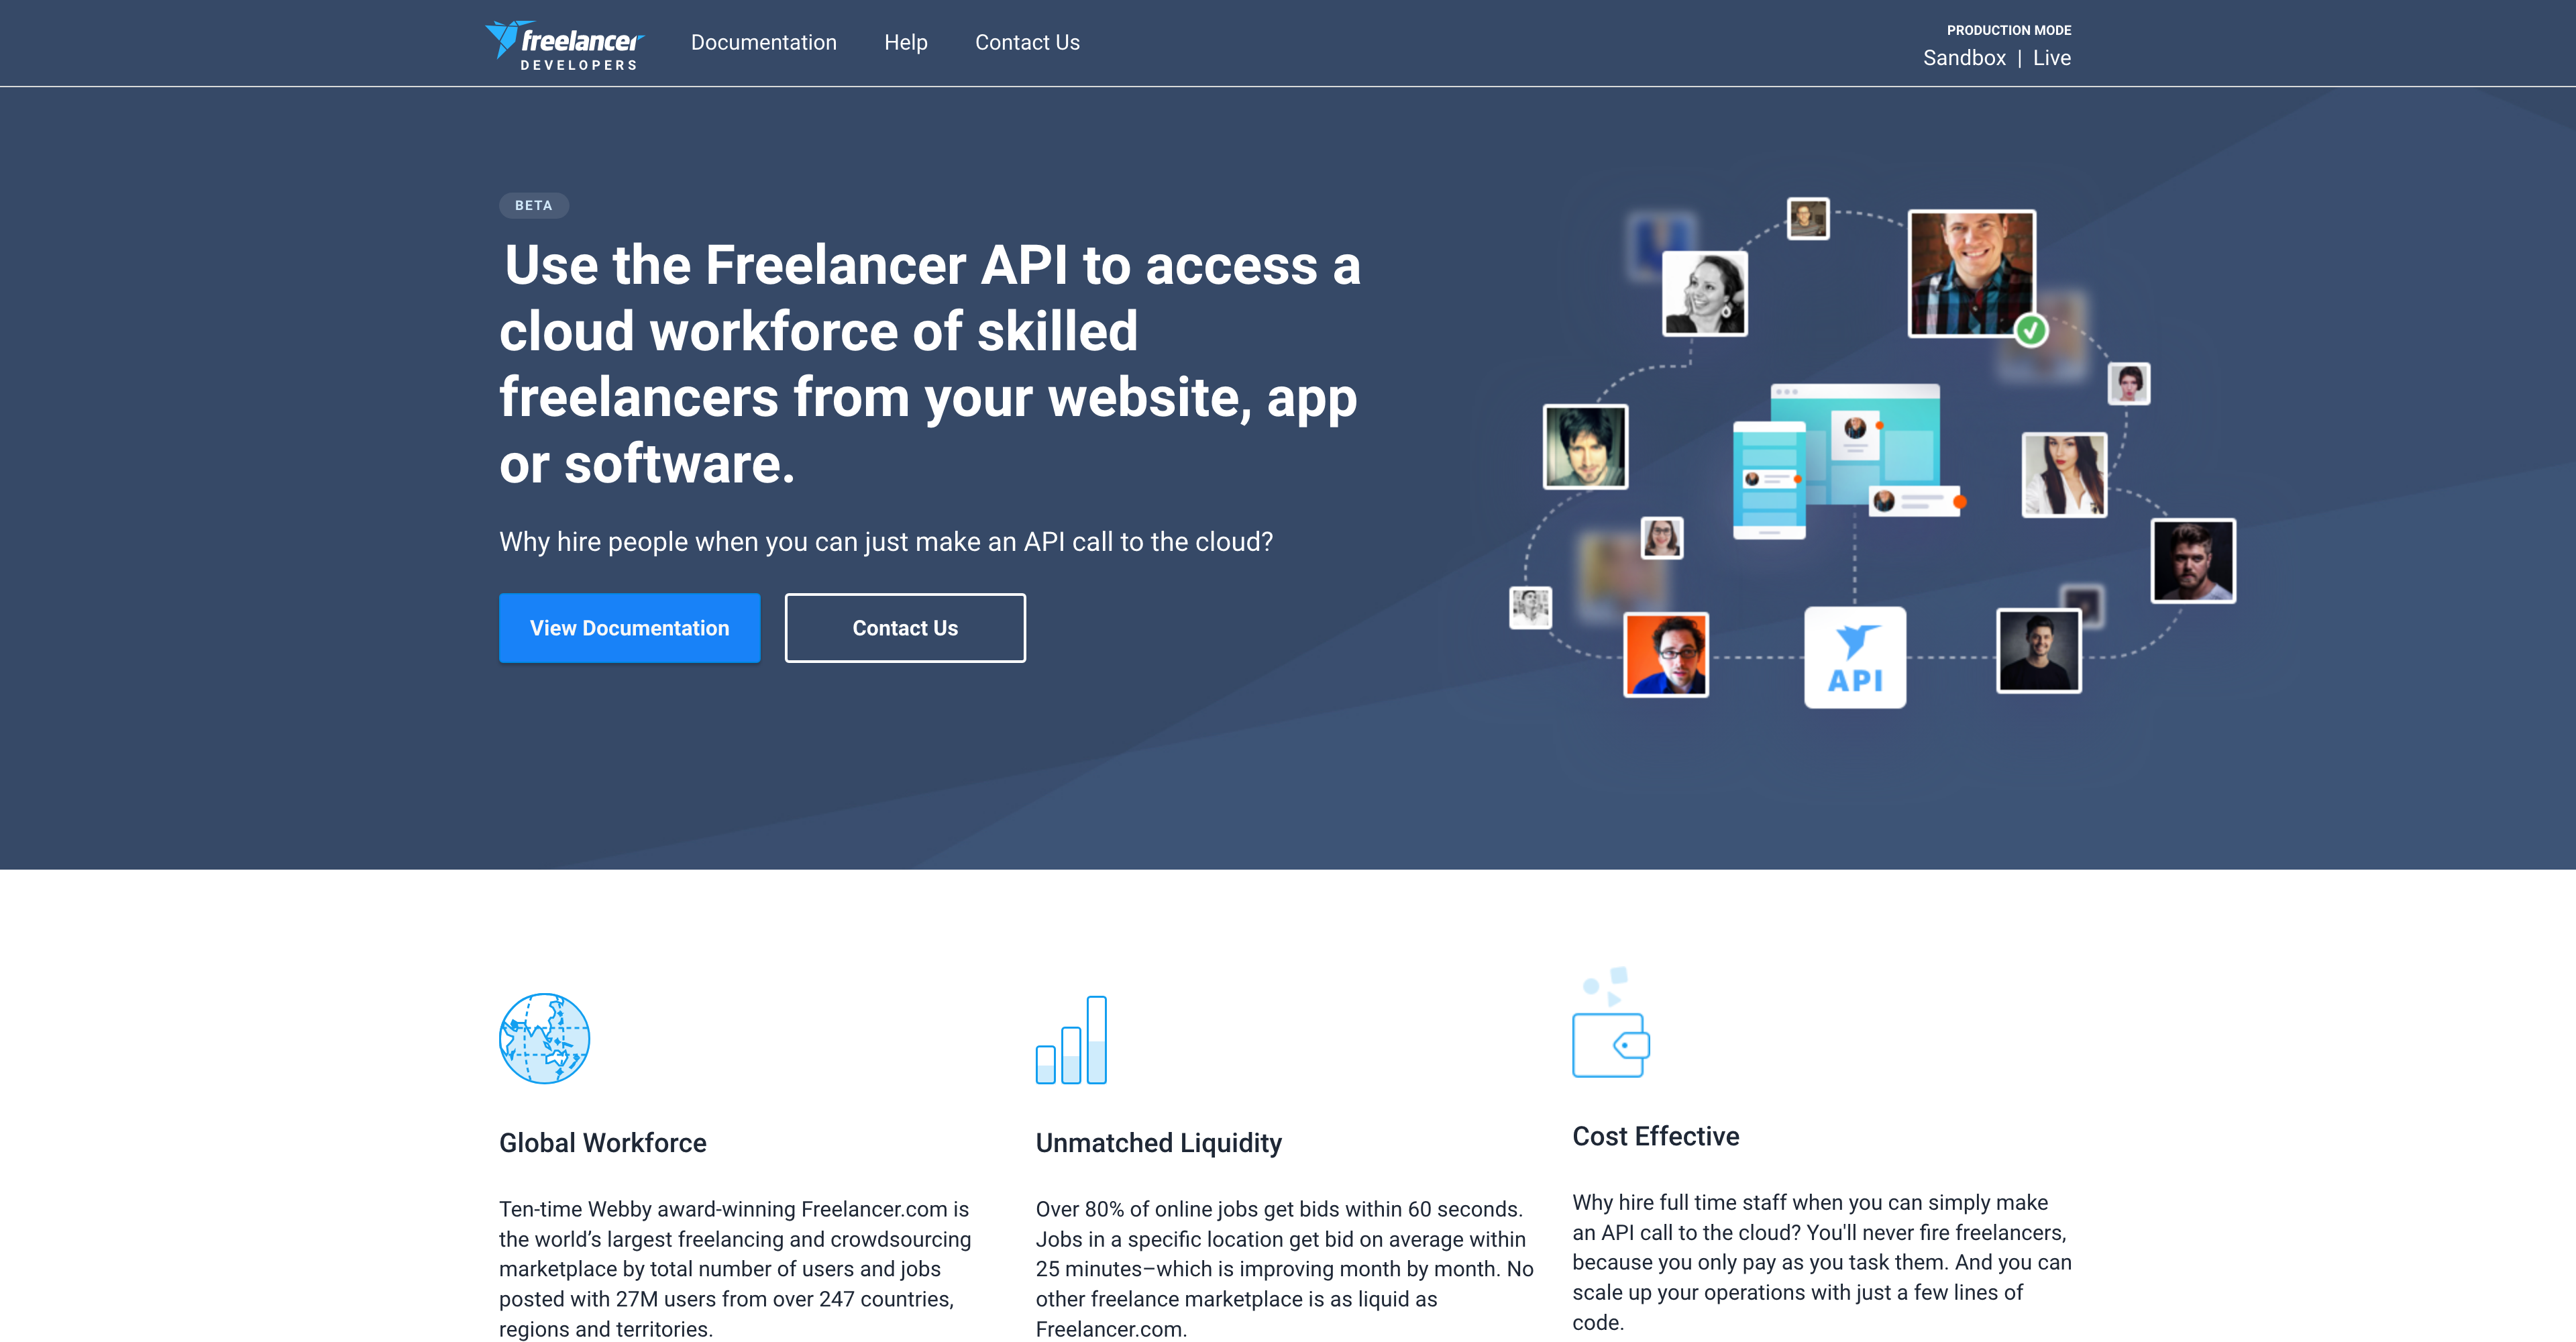 freelancer
DEVELOPERS
Documentation
Help
Contact Us
PRODUCTION MODE
Sandbox | Live
BETA
Use the Freelancer API to access a
cloud workforce of skilled
freelancers from your website, app
or software.
Why hire people when you can just make an API call to the cloud?
View Documentation
Contact Us
API
Global Workforce
Ten-time Webby award-winning Freelancer.com is
the world’s largest freelancing and crowdsourcing
marketplace by total number of users and jobs
posted with 27M users from over 247 countries,
regions and territories.
Unmatched Liquidity
Over 80% of online jobs get bids within 60 seconds.
Jobs in a specific location get bid on average within
25 minutes–which is improving month by month. No
other freelance marketplace is as liquid as
Freelancer.com.
Cost Effective
Why hire full time staff when you can simply make
an API call to the cloud? You'll never fire freelancers,
because you only pay as you task them. And you can
scale up your operations with just a few lines of
code.